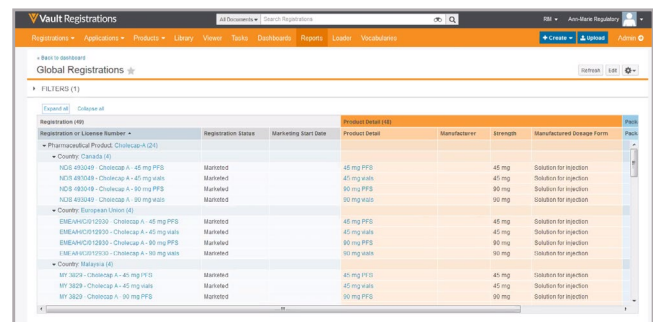 Vault Registrations All Documents Search Registrations RIM Ann-Marie Regulatory
Registrations Applications Products Library Viewer Tasks Dashboards Reports Loader Vocabularies + Create Upload Admin
« Back to dashboard
Global Registrations Refresh Edit
FILTERS (1)
Expand all Collapse all
Registration (49) Product Detail (48) Pack
Registration or License Number Registration Status Marketing Start Date Product Detail Manufacturer Strength Manufactured Dosage Form Pack
Pharmaceutical Product: Cholecap-A (24)
Country: Canada (4)
NDS 493049 - Cholecap A - 45 mg PFS Marketed 45 mg PFS 45 mg Solution for injection
NDS 493049 - Cholecap A - 45 mg vials Marketed 45 mg vials 45 mg Solution for injection
NDS 493049 - Cholecap A - 90 mg PFS Marketed 90 mg PFS 90 mg Solution for injection
NDS 493049 - Cholecap A - 90 mg vials Marketed 90 mg vials 90 mg Solution for injection
Country: European Union (4)
EMEA/H/C/012930 - Cholecap A - 45 mg PFS Marketed 45 mg PFS 45 mg Solution for injection
EMEA/H/C/012930 - Cholecap A - 45 mg vials Marketed 45 mg vials 45 mg Solution for injection
EMEA/H/C/012930 - Cholecap A - 90 mg PFS Marketed 90 mg PFS 90 mg Solution for injection
EMEA/H/C/012930 - Cholecap A - 90 mg vials Marketed 90 mg vials 90 mg Solution for injection
Country: Malaysia (4)
MY 3829 - Cholecap A - 45 mg PFS Marketed 45 mg PFS 45 mg Solution for injection
MY 3829 - Cholecap A - 45 mg vials Marketed 45 mg vials 45 mg Solution for injection
MY 3829 - Cholecap A - 90 mg PFS Marketed 90 mg PFS 90 mg Solution for injection